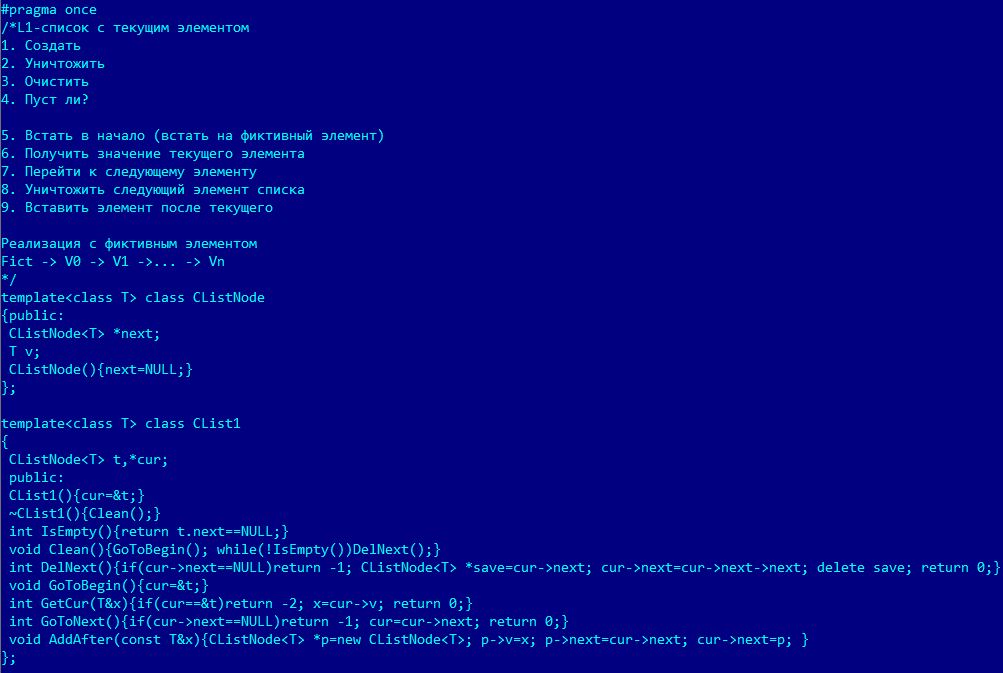 #pragma once
/*L1-список с текущим элементом
1. Создать
2. Уничтожить
3. Очистить
4. Пуст ли?
5. Встать в начало (встать на фиктивный элемент)
6. Получить значение текущего элемента
7. Перейти к следующему элементу
8. Уничтожить следующий элемент списка
9. Вставить элемент после текущего
Реализация с фиктивным элементом
Fict -> V0 -> V1 ->... -> Vn
*/
template<class T> class CListNode
{public:
CListNode<T> *next;
T v;
CListNode(){next=NULL;}
};
template<class T> class CList1
{
CListNode<T> t,*cur;
public:
CList1(){cur=&t;}
~CList1(){Clean();}
int IsEmpty(){return t.next==NULL;}
void Clean(){GoToBegin(); while(!IsEmpty())DelNext();}
int DelNext(){if(cur->next==NULL)return -1; CListNode<T> *save=cur->next; cur->next=cur->next->next; delete save; return 0;}
void GoToBegin(){cur=&t;}
int GetCur(T&x){if(cur==&t)return -2; x=cur->v; return 0;}
int GoToNext(){if(cur->next==NULL)return -1; cur=cur->next; return 0;}
void AddAfter(const T&x){CListNode<T> *p=new CListNode<T>; p->v=x; p->next=cur->next; cur->next=p; }
};